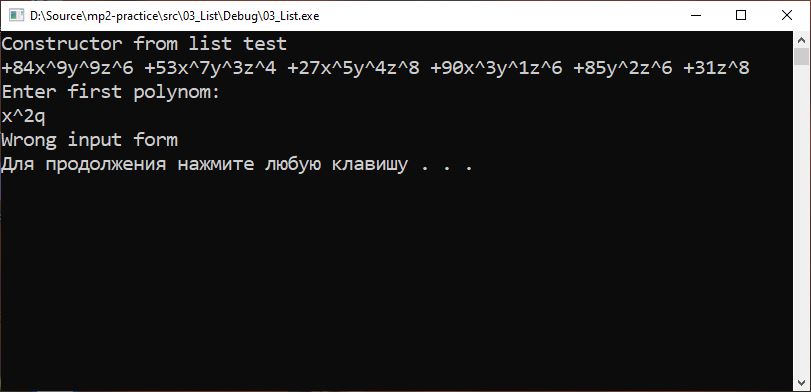 D:\Source\mp2-practice\src\03_List\Debug\03_List.exe
Constructor from list test
+84x^9y^9z^6 +53x^7y^3z^4 +27x^5y^4z^8 +90x^3y^1z^6 +85y^2z^6 +31z^8
Enter first polynom:
x^2q
Wrong input form
Для продолжения нажмите любую клавишу . . .